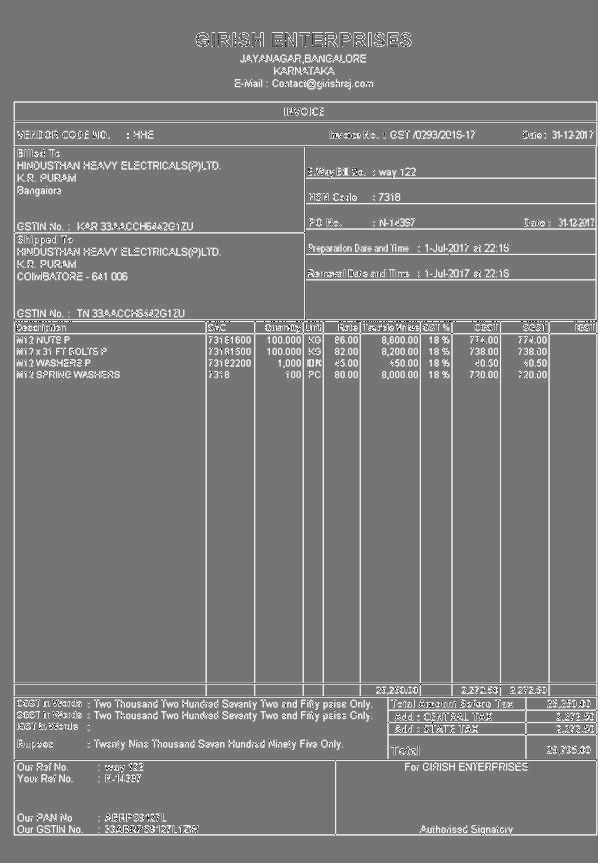 GIRISH ENTERPRISES
JAYANAGAR,BANGALORE
KARNATAKA
E-Mail : Contact@girishraj.com
INVOICE
VENDOR CODE NO. : HHE
Invoice No. : GST /0293/2016-17
Date : 31-12-2017
Billed To
HINDUSTHAN HEAVY ELECTRICALS(P)LTD.
K.R. PURAM
Bangalore
GSTIN No. : KAR 33AACCH6442G1ZU
E.Way Bill No. : way 122
HSN Code : 7318
PO No. : N-14397
Date : 31-12-2017
Shipped To
HINDUSTHAN HEAVY ELECTRICALS(P)LTD.
K.R. PURAM
COIMBATORE - 641 006
GSTIN No. : TN 33AACCH6442G1ZU
Preparation Date and Time : 1-Jul-2017 at 22:16
Removal Date and Time : 1-Jul-2017 at 22:16
Description Quantity Unit Rate Taxable Value GST % CGST SGST IGST
M12 NUTS P 73181600 100.000 KG 86.00 8,600.00 18 % 774.00 774.00
M12 x 31 FT BOLTS P 73181500 100.000 KG 82.00 8,200.00 18 % 738.00 738.00
M12 WASHERS P 73182200 1,000 45.00 450.00 18 % 40.50 40.50
M12 SPRING WASHERS 7318 100 PC 80.00 8,000.00 18 % 720.00 720.00
25,250.00 2,272.50 2,272.50
CGST in Words : Two Thousand Two Hundred Seventy Two and Fifty paise Only.
SGST in Words : Two Thousand Two Hundred Seventy Two and Fifty paise Only.
IGST in Words :
Rupees : Twenty Nine Thousand Seven Hundred Ninety Five Only.
Total Amount Before Tax 25,250.00
Add : CENTRAL TAX 2,272.50
Add : STATE TAX 2,272.50
Total 29,795.00
Our Ref No. : way 122
Your Ref No. : N-14397
Our PAN No :
Our GSTIN No. :
For GIRISH ENTERPRISES
Authorised Signatory